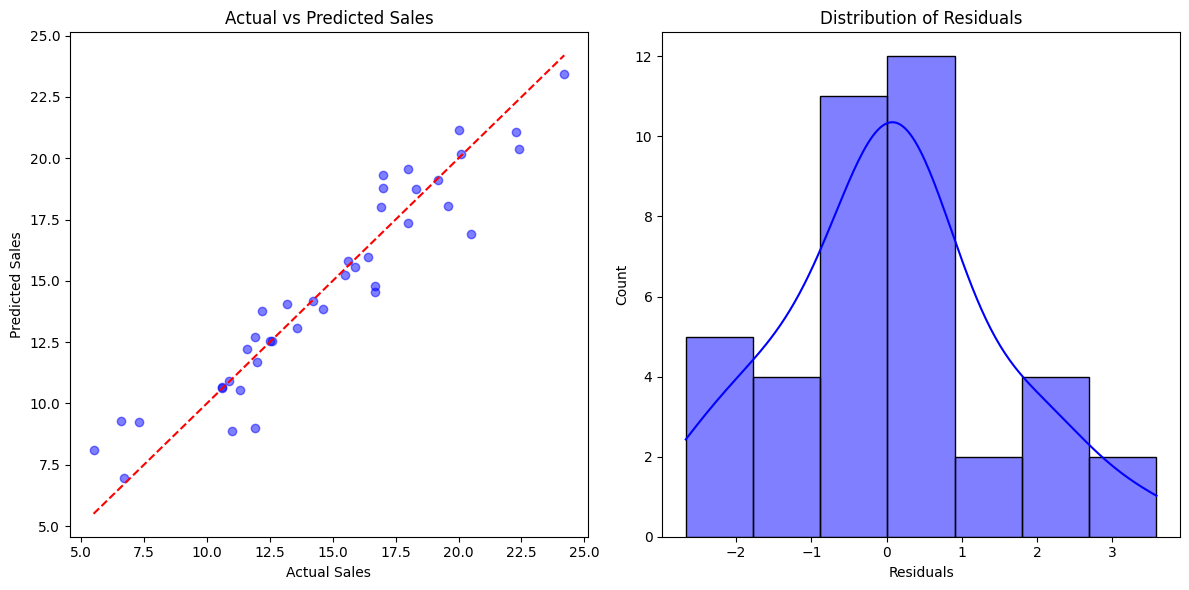 Actual vs Predicted Sales
25.0
22.5
20.0
17.5
15.0
12.5
10.0
7.5
5.0
Predicted Sales
5.0 7.5 10.0 12.5 15.0 17.5 20.0 22.5 25.0
Actual Sales
Distribution of Residuals
12
10
8
6
4
2
0
Count
−2 −1 0 1 2 3
Residuals